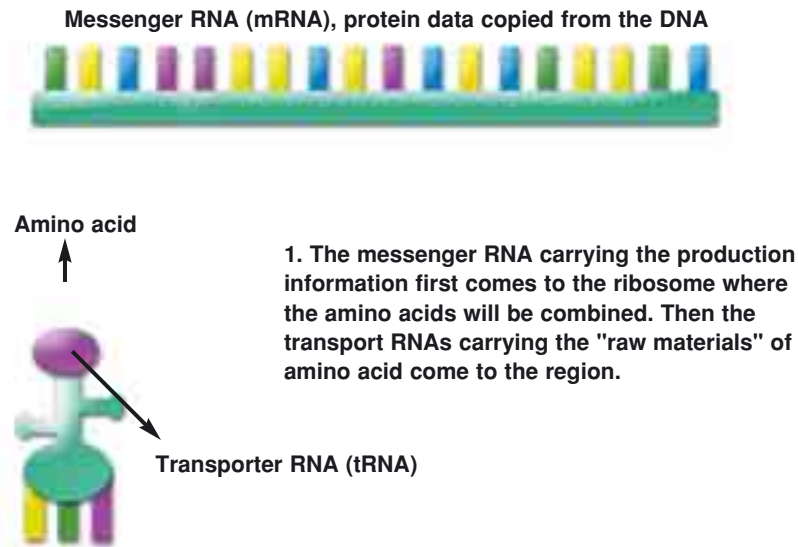 Messenger RNA (mRNA), protein data copied from the DNA
Amino acid
1. The messenger RNA carrying the production
information first comes to the ribosome where
the amino acids will be combined. Then the
transport RNAs carrying the "raw materials" of
amino acid come to the region.
Transporter RNA (tRNA)